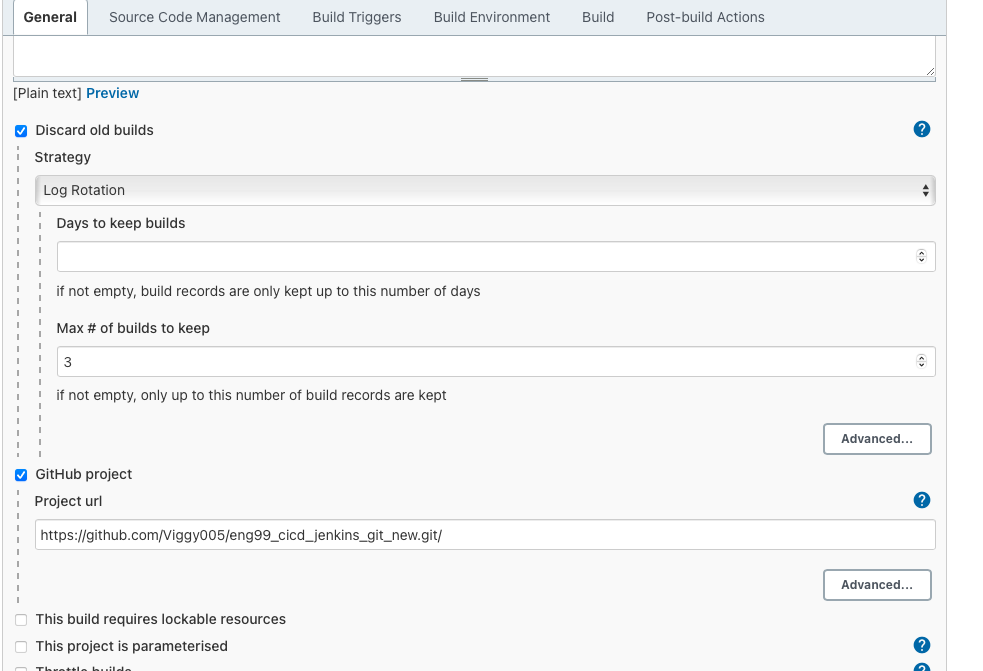 General Source Code Management Build Triggers Build Environment Build Post-build Actions
[Plain text] Preview
Discard old builds ?
Strategy
Log Rotation
Days to keep builds
if not empty, build records are only kept up to this number of days
Max # of builds to keep
3
if not empty, only up to this number of build records are kept
Advanced...
GitHub project
Project url ?
https://github.com/Viggy005/eng99_cicd_jenkins_git_new.git/
Advanced...
This build requires lockable resources
This project is parameterised ?
Throttle builds ?